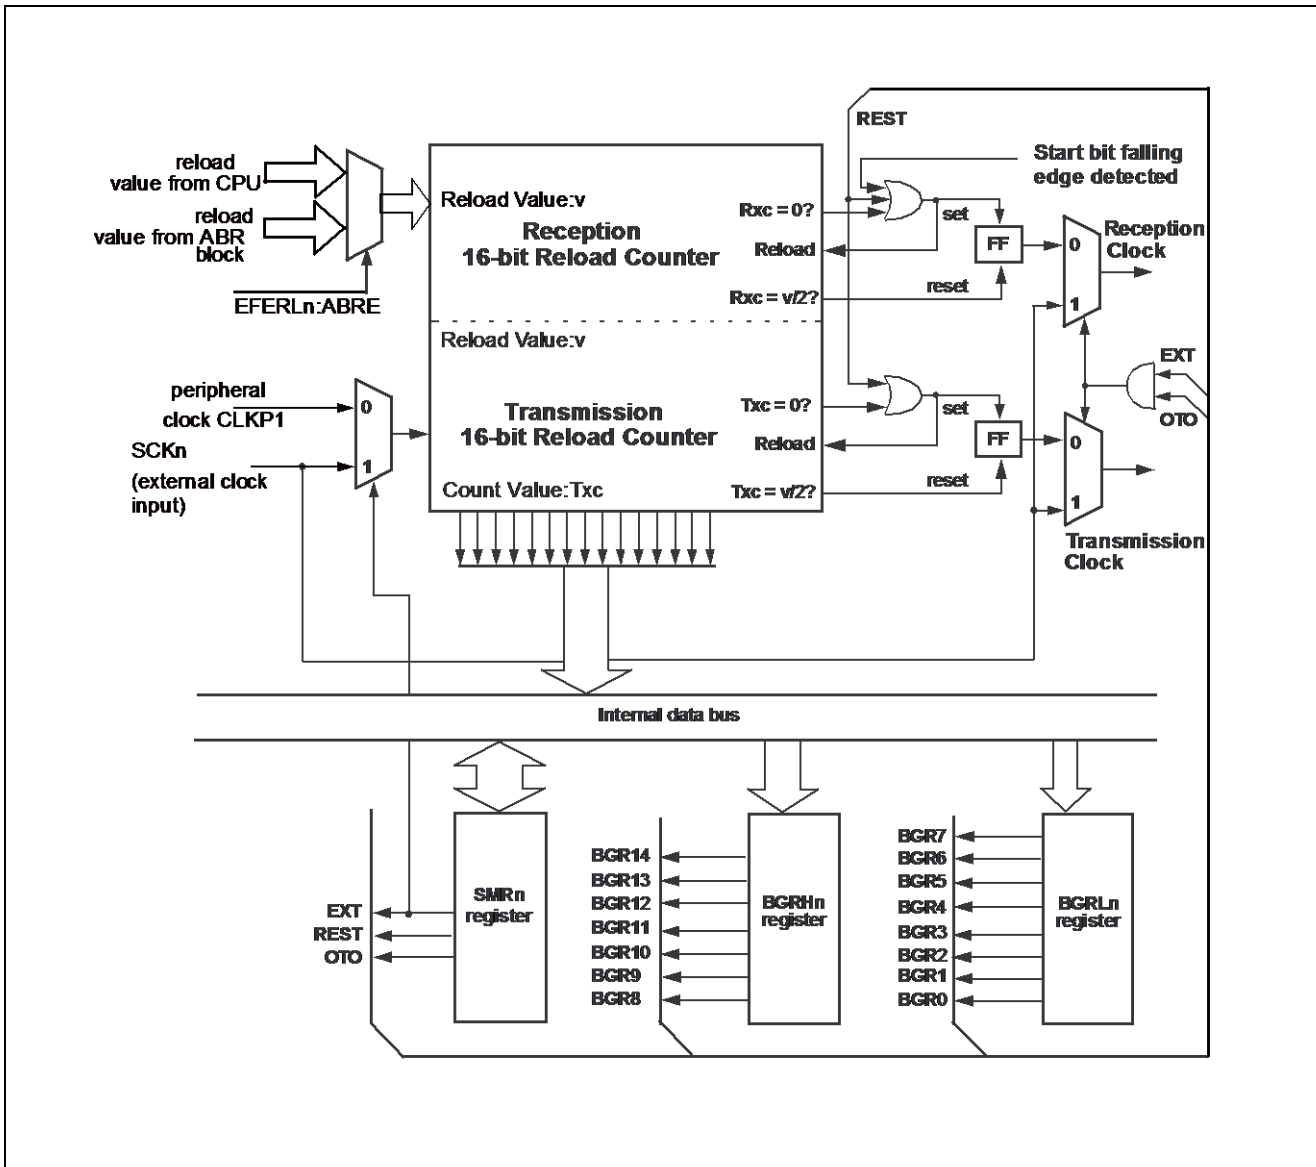 REST
reload
value from CPU
reload
value from ABR
block
EFERLn:ABRE
Reload Value:v
Reception
16-bit Reload Counter
Rxc = 0?
Reload
Rxc = v/2?
Start bit falling
edge detected
set
FF
reset
0
1
Reception
Clock
Reload Value:v
Transmission
16-bit Reload Counter
Count Value:Txc
Txc = 0?
Reload
Txc = v/2?
set
FF
reset
EXT
OTO
0
1
Transmission
Clock
peripheral
clock CLKP1
SCKn
(external clock
input)
0
1
Internal data bus
SMRn
register
EXT
REST
OTO
BGR14
BGR13
BGR12
BGR11
BGR10
BGR9
BGR8
BGRHn
register
BGR7
BGR6
BGR5
BGR4
BGR3
BGR2
BGR1
BGR0
BGRLn
register